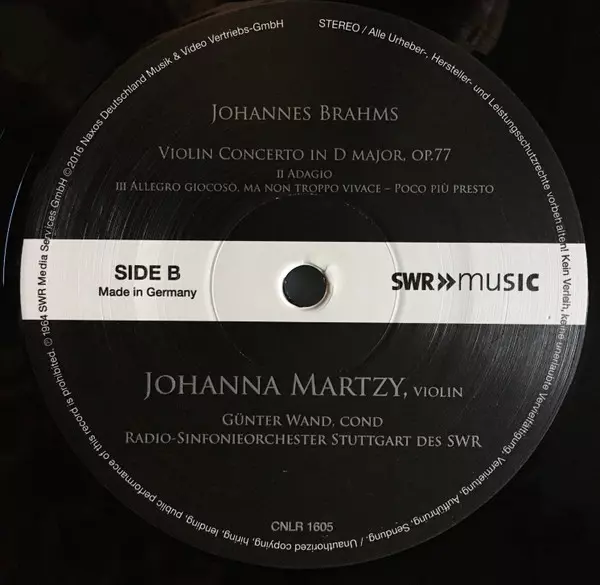 JOHANNES BRAHMS
VIOLIN CONCERTO IN D MAJOR, OP.77
II ADAGIO
III ALLEGRO GIOCOSO, MA NON TROPPO VIVACE – POCO PIÙ PRESTO
SIDE B
Made in Germany
SWR»music
JOHANNA MARTZY, VIOLIN
GÜNTER WAND, COND
RADIO-SINFONIEORCHESTER STUTTGART DES SWR
CNLR 1605
STEREO / Alle Urheber-, Hersteller- und Leistungsschutzrechte vorbehalten! Kein Verleih, keine unerlaubte Vervielfältigung, Vermietung, Aufführung, Sendung / Unauthorized copying, hiring, lending, public performance of this record is prohibited. ℗ 1964 SWR Media Services GmbH ©2016 Naxos Deutschland Musik & Video Vertriebs-GmbH